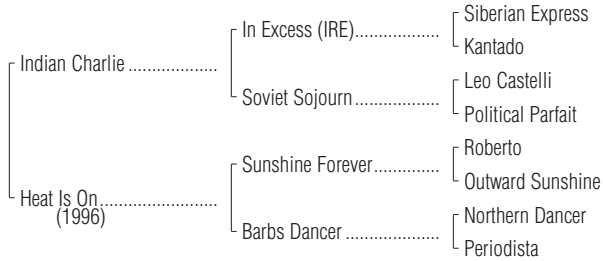 Siberian Express
In Excess (IRE)....................
Kantado
Indian Charlie .....................
Leo Castelli
Soviet Sojourn ....................
Political Parfait
Roberto
Sunshine Forever................
Outward Sunshine
Heat Is On............................
(1996)
Northern Dancer
Barbs Dancer ......................
Periodista